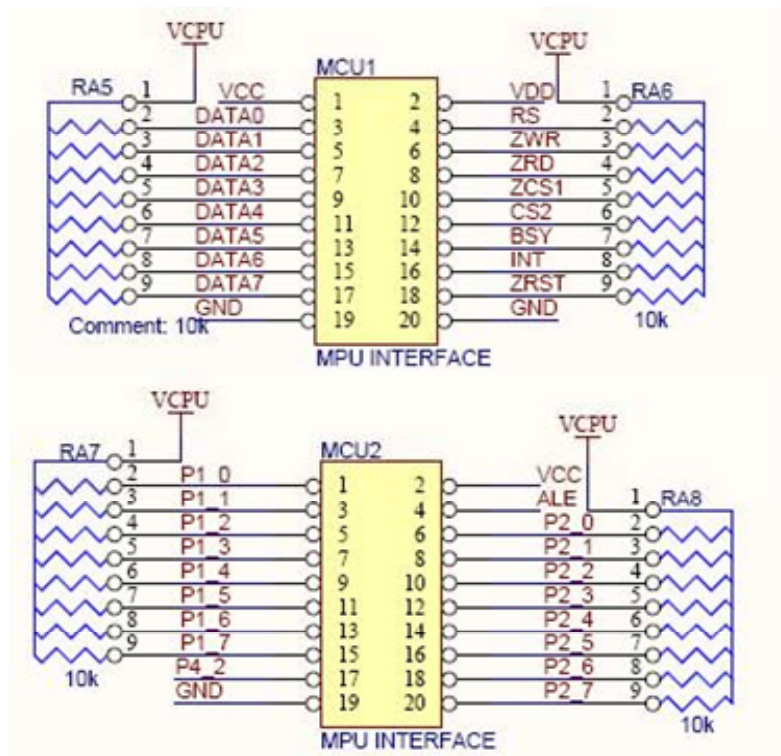 VCPU VCPU
MCU1
RA5 1 VCC 1 2 VDD 1 RA6
2 DATA0 3 4 RS 2
3 DATA1 5 6 ZWR 3
4 DATA2 7 8 ZRD 4
5 DATA3 9 10 ZCS1 5
6 DATA4 11 12 CS2 6
7 DATA5 13 14 BSY 7
8 DATA6 15 16 INT 8
9 DATA7 17 18 ZRST 9
GND 19 20 GND
Comment: 10k 10k
MPU INTERFACE
VCPU VCPU
RA7 1 MCU2
2 P1_0 1 2 VCC
3 P1_1 3 4 ALE 1 RA8
4 P1_2 5 6 P2_0 2
5 P1_3 7 8 P2_1 3
6 P1_4 9 10 P2_2 4
7 P1_5 11 12 P2_3 5
8 P1_6 13 14 P2_4 6
9 P1_7 15 16 P2_5 7
10k P4_2 17 18 P2_6 8
GND 19 20 P2_7 9
10k
MPU INTERFACE